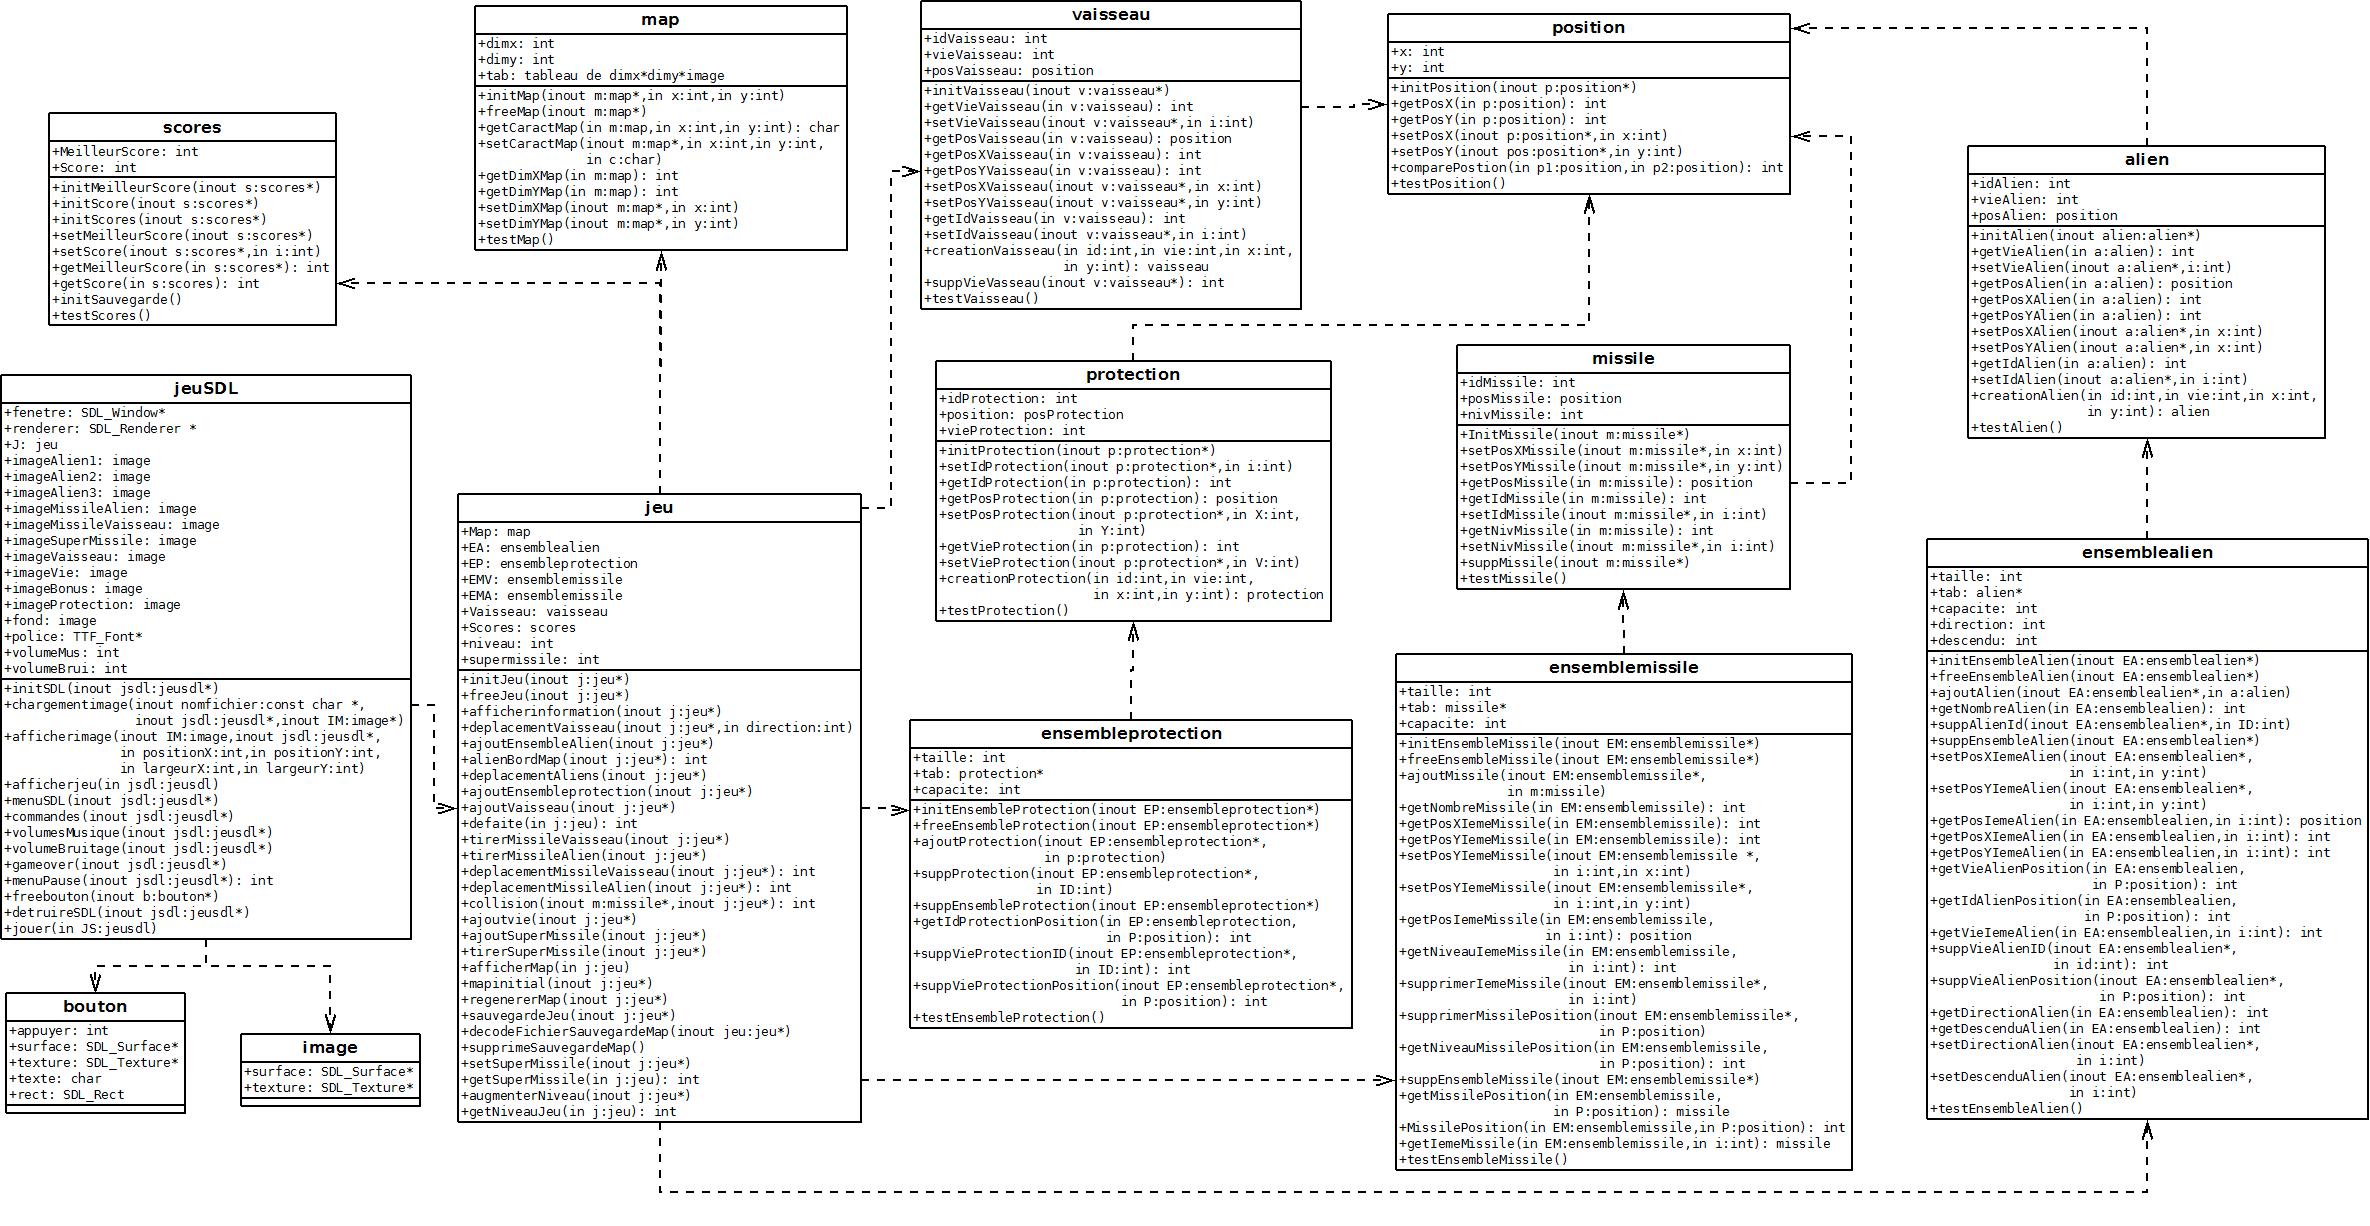 map
+dimx: int
+dimy: int
+tab: tableau de dimx*dimy*image
+initMap(inout m:map*,in x:int,in y:int)
+freeMap(inout m:map*)
+getCaractMap(in m:map,in x:int,in y:int): char
+setCaractMap(inout m:map*,in x:int,in y:int,
in c:char)
+getDimXMap(in m:map): int
+getDimYMap(in m:map): int
+setDimXMap(inout m:map*,in x:int)
+setDimYMap(inout m:map*,in y:int)
+testMap()
vaisseau
+idVaisseau: int
+vieVaisseau: int
+posVaisseau: position
+initVaisseau(inout v:vaisseau*)
+getVieVaisseau(in v:vaisseau): int
+setVieVaisseau(inout v:vaisseau*,in i:int)
+getPosVaisseau(in v:vaisseau): position
+getPosXVaisseau(in v:vaisseau): int
+getPosYVaisseau(in v:vaisseau): int
+setPosXVaisseau(inout v:vaisseau*,in x:int)
+setPosYVaisseau(inout v:vaisseau*,in y:int)
+getIdVaisseau(in v:vaisseau): int
+setIdVaisseau(inout v:vaisseau*,in i:int)
+creationVaisseau(in id:int,in vie:int,in x:int,
in y:int): vaisseau
+suppVieVasseau(inout v:vaisseau*): int
+testVaisseau()
position
+x: int
+y: int
+initPosition(inout p:position*)
+getPosX(in p:position): int
+getPosY(in p:position): int
+setPosX(inout p:position*,in x:int)
+setPosY(inout pos:position*,in y:int)
+comparePostion(in p1:position,in p2:position): int
+testPosition()
scores
+MeilleurScore: int
+Score: int
+initMeilleurScore(inout s:scores*)
+initScore(inout s:scores*)
+initScores(inout s:scores*)
+setMeilleurScore(inout s:scores*)
+setScore(inout s:scores*,in i:int)
+getMeilleurScore(in s:scores*): int
+getScore(in s:scores): int
+initSauvegarde()
+testScores()
alien
+idAlien: int
+vieAlien: int
+posAlien: position
+initAlien(inout alien:alien*)
+getVieAlien(in a:alien): int
+setVieAlien(inout a:alien*,i:int)
+getPosAlien(in a:alien): position
+getPosXAlien(in a:alien): int
+getPosYAlien(in a:alien): int
+setPosXAlien(inout a:alien*,in x:int)
+setPosYAlien(inout a:alien*,in x:int)
+getIdAlien(in a:alien): int
+setIdAlien(inout a:alien*,in i:int)
+creationAlien(in id:int,in vie:int,in x:int,
in y:int): alien
+testAlien()
protection
+idProtection: int
+position: posProtection
+vieProtection: int
+initProtection(inout p:protection*)
+setIdProtection(inout p:protection*,in i:int)
+getIdProtection(in p:protection): int
+getPosProtection(in p:protection): position
+setPosProtection(inout p:protection*,in X:int,
in Y:int)
+getVieProtection(in p:protection): int
+setVieProtection(inout p:protection*,in V:int)
+creationProtection(in id:int,in vie:int,
in x:int,in y:int): protection
+testProtection()
missile
+idMissile: int
+posMissile: position
+nivMissile: int
+InitMissile(inout m:missile*)
+setPosXMissile(inout m:missile*,in x:int)
+setPosYMissile(inout m:missile*,in y:int)
+getPosMissile(in m:missile): position
+getIdMissile(in m:missile): int
+setIdMissile(inout m:missile*,in i:int)
+getNivMissile(in m:missile): int
+setNivMissile(inout m:missile*,in i:int)
+suppMissile(inout m:missile*)
+testMissile()
jeuSDL
+fenetre: SDL_Window*
+renderer: SDL_Renderer *
+J: jeu
+imageAlien1: image
+imageAlien2: image
+imageAlien3: image
+imageMissileAlien: image
+imageMissileVaisseau: image
+imageSuperMissile: image
+imageVaisseau: image
+imageVie: image
+imageBonus: image
+imageProtection: image
+fond: image
+police: TTF_Font*
+volumeMus: int
+volumeBrui: int
+initSDL(inout jsdl:jeusdl*)
+chargementimage(inout nomfichier:const char *,
inout jsdl:jeusdl*,inout IM:image*)
+afficherimage(inout IM:image,inout jsdl:jeusdl*,
in positionX:int,in positionY:int,
in largeurX:int,in largeurY:int)
+afficherjeu(in jsdl:jeusdl)
+menuSDL(inout jsdl:jeusdl*)
+commandes(inout jsdl:jeusdl*)
+volumesMusique(inout jsdl:jeusdl*)
+volumeBruitage(inout jsdl:jeusdl*)
+gameover(inout jsdl:jeusdl*)
+menuPause(inout jsdl:jeusdl*): int
+freebouton(inout b:bouton*)
+detruireSDL(inout jsdl:jeusdl*)
+jouer(in JS:jeusdl)
jeu
+Map: map
+EA: ensemblealien
+EP: ensembleprotection
+EMV: ensemblemissile
+EMA: ensemblemissile
+Vaisseau: vaisseau
+Scores: scores
+niveau: int
+supermissile: int
+initJeu(inout j:jeu*)
+freeJeu(inout j:jeu*)
+afficherinformation(inout j:jeu*)
+deplacementVaisseau(inout j:jeu*,in direction:int)
+ajoutEnsembleAlien(inout j:jeu*)
+alienBordMap(inout j:jeu*): int
+deplacementAliens(inout j:jeu*)
+ajoutEnsembleprotection(inout j:jeu*)
+ajoutVaisseau(inout j:jeu*)
+defaite(in j:jeu): int
+tirerMissileVaisseau(inout j:jeu*)
+tirerMissileAlien(inout j:jeu*)
+deplacementMissileVaisseau(inout j:jeu*): int
+deplacementMissileAlien(inout j:jeu*): int
+collision(inout m:missile*,inout j:jeu*): int
+ajoutvie(inout j:jeu*)
+ajoutSuperMissile(inout j:jeu*)
+tirerSuperMissile(inout j:jeu*)
+afficherMap(in j:jeu)
+mapinitial(inout j:jeu*)
+regenererMap(inout j:jeu*)
+sauvegardeJeu(inout j:jeu*)
+decodeFichierSauvegardeMap(inout jeu:jeu*)
+supprimeSauvegardeMap()
+setSuperMissile(inout j:jeu*)
+getSuperMissile(in j:jeu): int
+augmenterNiveau(inout j:jeu*)
+getNiveauJeu(in j:jeu): int
ensembleprotection
+taille: int
+tab: protection*
+capacite: int
+initEnsembleProtection(inout EP:ensembleprotection*)
+freeEnsembleProtection(inout EP:ensembleprotection*)
+ajoutProtection(inout EP:ensembleprotection*,
in p:protection)
+suppProtection(inout EP:ensembleprotection*,
in ID:int)
+suppEnsembleProtection(inout EP:ensembleprotection*)
+getIdProtectionPosition(in EP:ensembleprotection,
in P:position): int
+suppVieProtectionID(inout EP:ensembleprotection*,
in ID:int): int
+suppVieProtectionPosition(inout EP:ensembleprotection*,
in P:position): int
+testEnsembleProtection()
ensemblemissile
+taille: int
+tab: missile*
+capacite: int
+initEnsembleMissile(inout EM:ensemblemissile*)
+freeEnsembleMissile(inout EM:ensemblemissile*)
+ajoutMissile(inout EM:ensemblemissile*,
in m:missile)
+getNombreMissile(in EM:ensemblemissile): int
+getPosXIemeMissile(in EM:ensemblemissile): int
+getPosYIemeMissile(in EM:ensemblemissile): int
+setPosYIemeMissile(inout EM:ensemblemissile *,
in i:int,in x:int)
+setPosYIemeMissile(inout EM:ensemblemissile*,
in i:int,in y:int)
+getPosIemeMissile(in EM:ensemblemissile,
in i:int): position
+getNiveauIemeMissile(in EM:ensemblemissile,
in i:int): int
+supprimerIemeMissile(inout EM:ensemblemissile*,
in i:int)
+supprimerMissilePosition(inout EM:ensemblemissile*,
in P:position)
+getNiveauMissilePosition(in EM:ensemblemissile,
in P:position): int
+suppEnsembleMissile(inout EM:ensemblemissile*)
+getMissilePosition(in EM:ensemblemissile,
in P:position): missile
+MissilePosition(in EM:ensemblemissile,in P:position): int
+getIemeMissile(in EM:ensemblemissile,in i:int): missile
+testEnsembleMissile()
ensemblealien
+taille: int
+tab: alien*
+capacite: int
+direction: int
+descendu: int
+initEnsembleAlien(inout EA:ensemblealien*)
+freeEnsembleAlien(inout EA:ensemblealien*)
+ajoutAlien(inout EA:ensemblealien*,in a:alien)
+getNombreAlien(in EA:ensemblealien): int
+suppAlienId(inout EA:ensemblealien*,in ID:int)
+suppEnsembleAlien(inout EA:ensemblealien*)
+setPosXIemeAlien(inout EA:ensemblealien*,
in i:int,in y:int)
+setPosYIemeAlien(inout EA:ensemblealien*,
in i:int,in y:int)
+getPosIemeAlien(in EA:ensemblealien,in i:int): position
+getPosXIemeAlien(in EA:ensemblealien,in i:int): int
+getPosYIemeAlien(in EA:ensemblealien,in i:int): int
+getVieAlienPosition(in EA:ensemblealien,
in P:position): int
+getIdAlienPosition(in EA:ensemblealien,
in P:position): int
+getVieIemeAlien(in EA:ensemblealien,in i:int): int
+suppVieAlienID(inout EA:ensemblealien*,
in id:int): int
+suppVieAlienPosition(inout EA:ensemblealien*,
in P:position): int
+getDirectionAlien(in EA:ensemblealien): int
+getDescenduAlien(in EA:ensemblealien): int
+setDirectionAlien(inout EA:ensemblealien*,
in i:int)
+setDescenduAlien(inout EA:ensemblealien*,
in i:int)
+testEnsembleAlien()
bouton
+appuyer: int
+surface: SDL_Surface*
+texture: SDL_Texture*
+texte: char
+rect: SDL_Rect
image
+surface: SDL_Surface*
+texture: SDL_Texture*